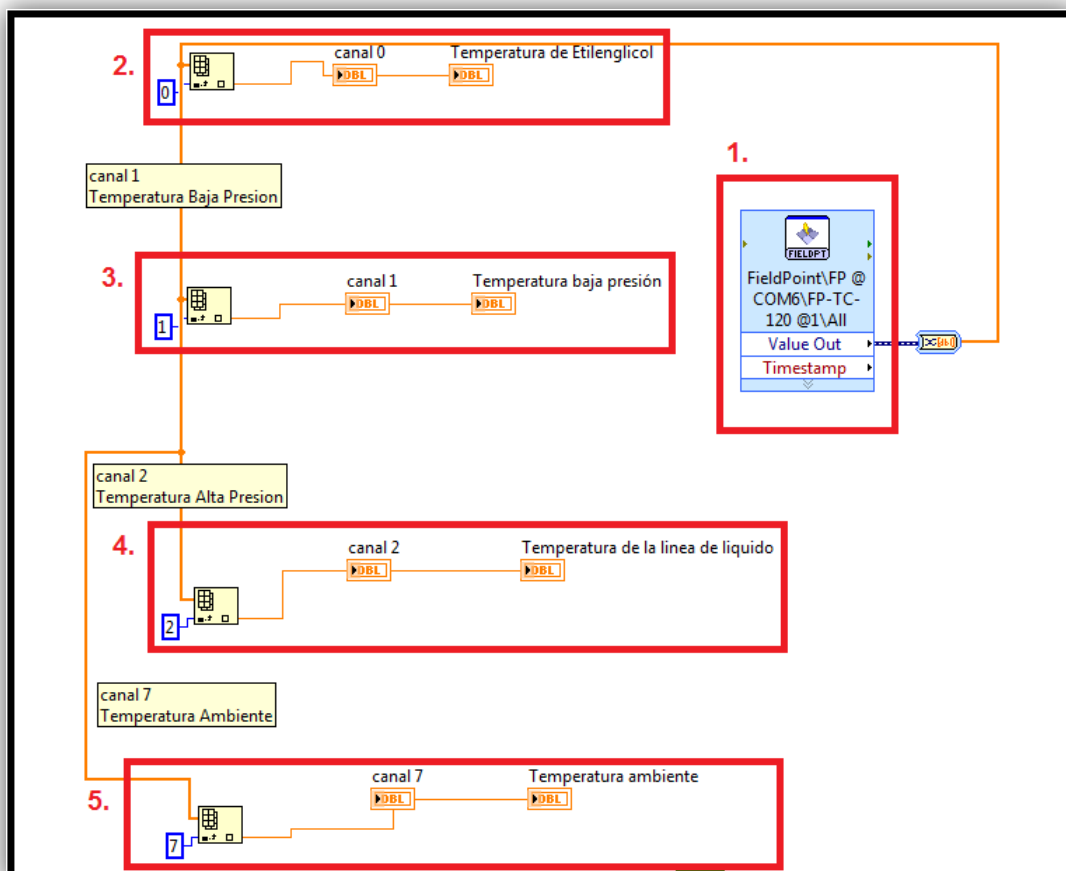 2.
canal 0
Temperatura de Etilenglicol
DBL
DBL
0
1.
canal 1
Temperatura Baja Presion
FIELDPT
FieldPoint\FP @
COM6\FP-TC-
120 @1\All
Value Out
Timestamp
3.
canal 1
Temperatura baja presión
DBL
DBL
1
canal 2
Temperatura Alta Presion
4.
canal 2
Temperatura de la linea de liquido
DBL
DBL
2
canal 7
Temperatura Ambiente
5.
canal 7
Temperatura ambiente
DBL
DBL
7